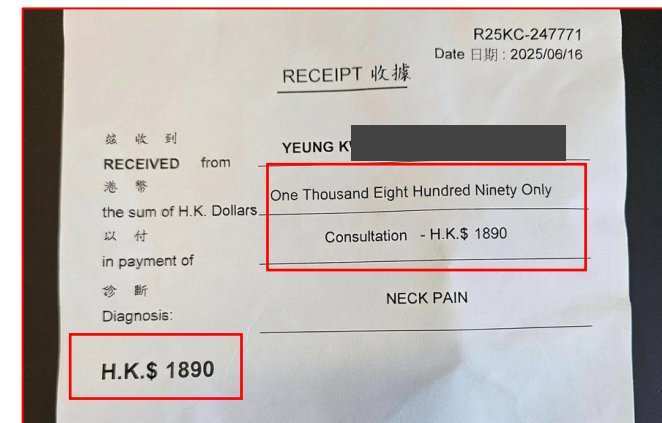 R25KC-247771
Date 日期 : 2025/06/16
RECEIPT 收據
茲 收 到
RECEIVED from YEUNG
港 幣
the sum of H.K. Dollars One Thousand Eight Hundred Ninety Only
以 付
in payment of Consultation - H.K.$ 1890
診 斷
Diagnosis: NECK PAIN
H.K.$ 1890